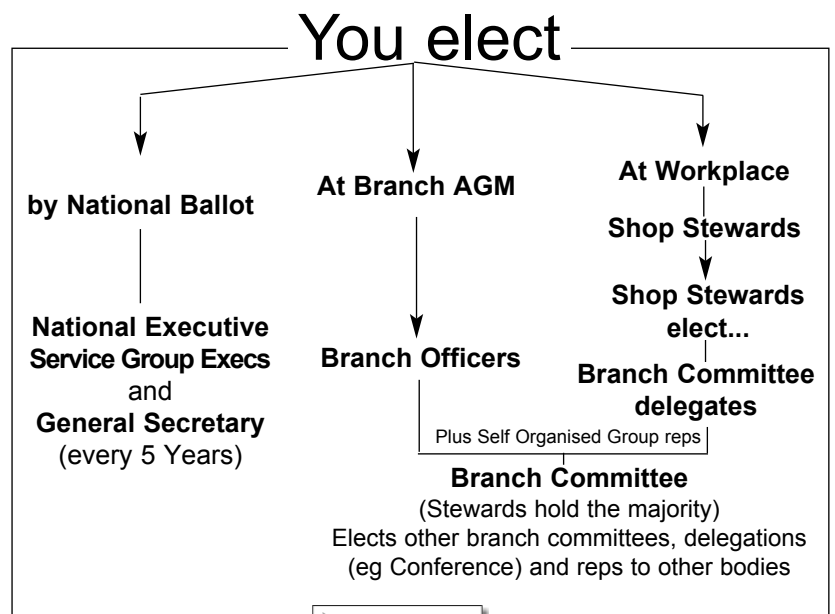 You elect
by National Ballot
National Executive
Service Group Execs
and
General Secretary
(every 5 Years)
At Branch AGM
Branch Officers
At Workplace
Shop Stewards
Shop Stewards
elect...
Branch Committee
delegates
Plus Self Organised Group reps
Branch Committee
(Stewards hold the majority)
Elects other branch committees, delegations
(eg Conference) and reps to other bodies